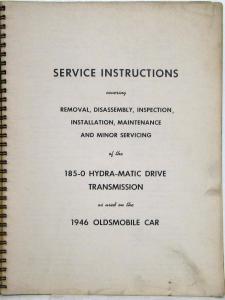 SERVICE INSTRUCTIONS
covering
REMOVAL, DISASSEMBLY, INSPECTION,
INSTALLATION, MAINTENANCE
AND MINOR SERVICING
of the
185-0 HYDRA-MATIC DRIVE
TRANSMISSION
as used on the
1946 OLDSMOBILE CAR